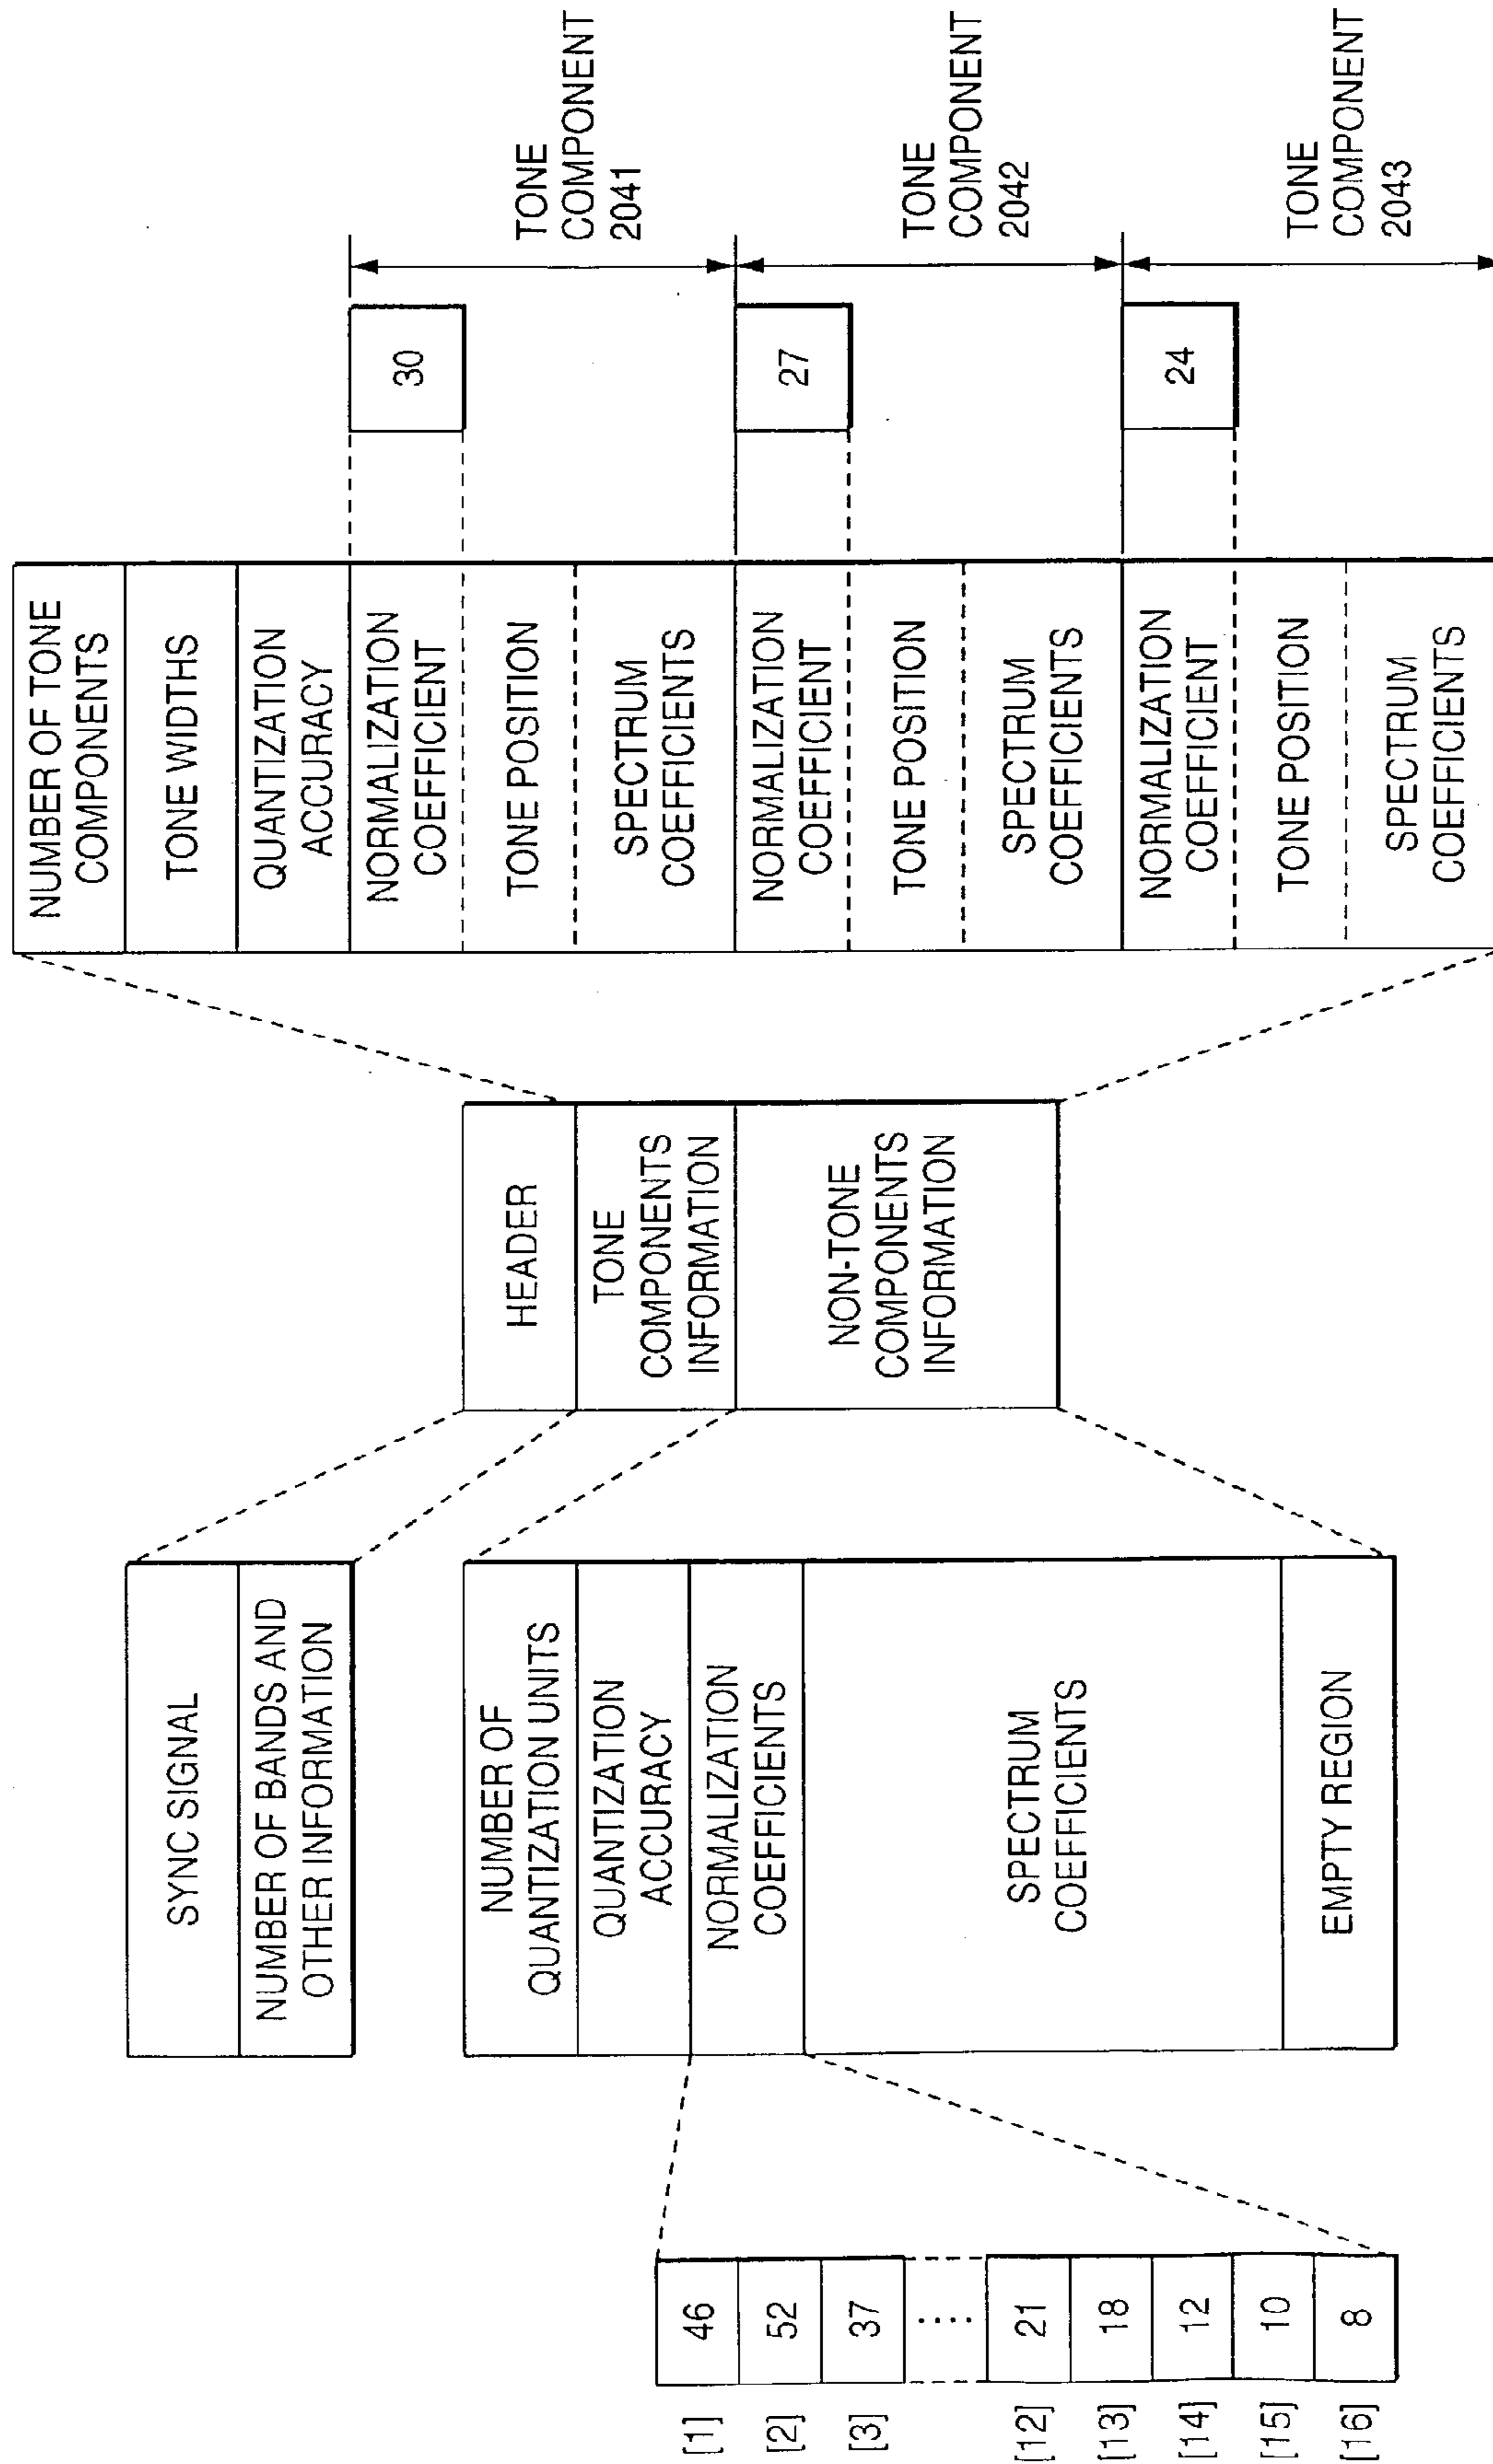 [1]
[2]
[3]
[12]
[13]
[14]
[15]
[16]
46
52
37
....
21
18
12
10
8
SYNC SIGNAL
NUMBER OF BANDS AND
OTHER INFORMATION
NUMBER OF
QUANTIZATION UNITS
QUANTIZATION
ACCURACY
NORMALIZATION
COEFFICIENTS
SPECTRUM
COEFFICIENTS
EMPTY REGION
HEADER
TONE
COMPONENTS
INFORMATION
NON-TONE
COMPONENTS
INFORMATION
NUMBER OF TONE
COMPONENTS
TONE WIDTHS
QUANTIZATION
ACCURACY
NORMALIZATION
COEFFICIENT
TONE POSITION
SPECTRUM
COEFFICIENTS
NORMALIZATION
COEFFICIENT
TONE POSITION
SPECTRUM
COEFFICIENTS
NORMALIZATION
COEFFICIENT
TONE POSITION
SPECTRUM
COEFFICIENTS
30
27
24
TONE
COMPONENT
2041
TONE
COMPONENT
2042
TONE
COMPONENT
2043